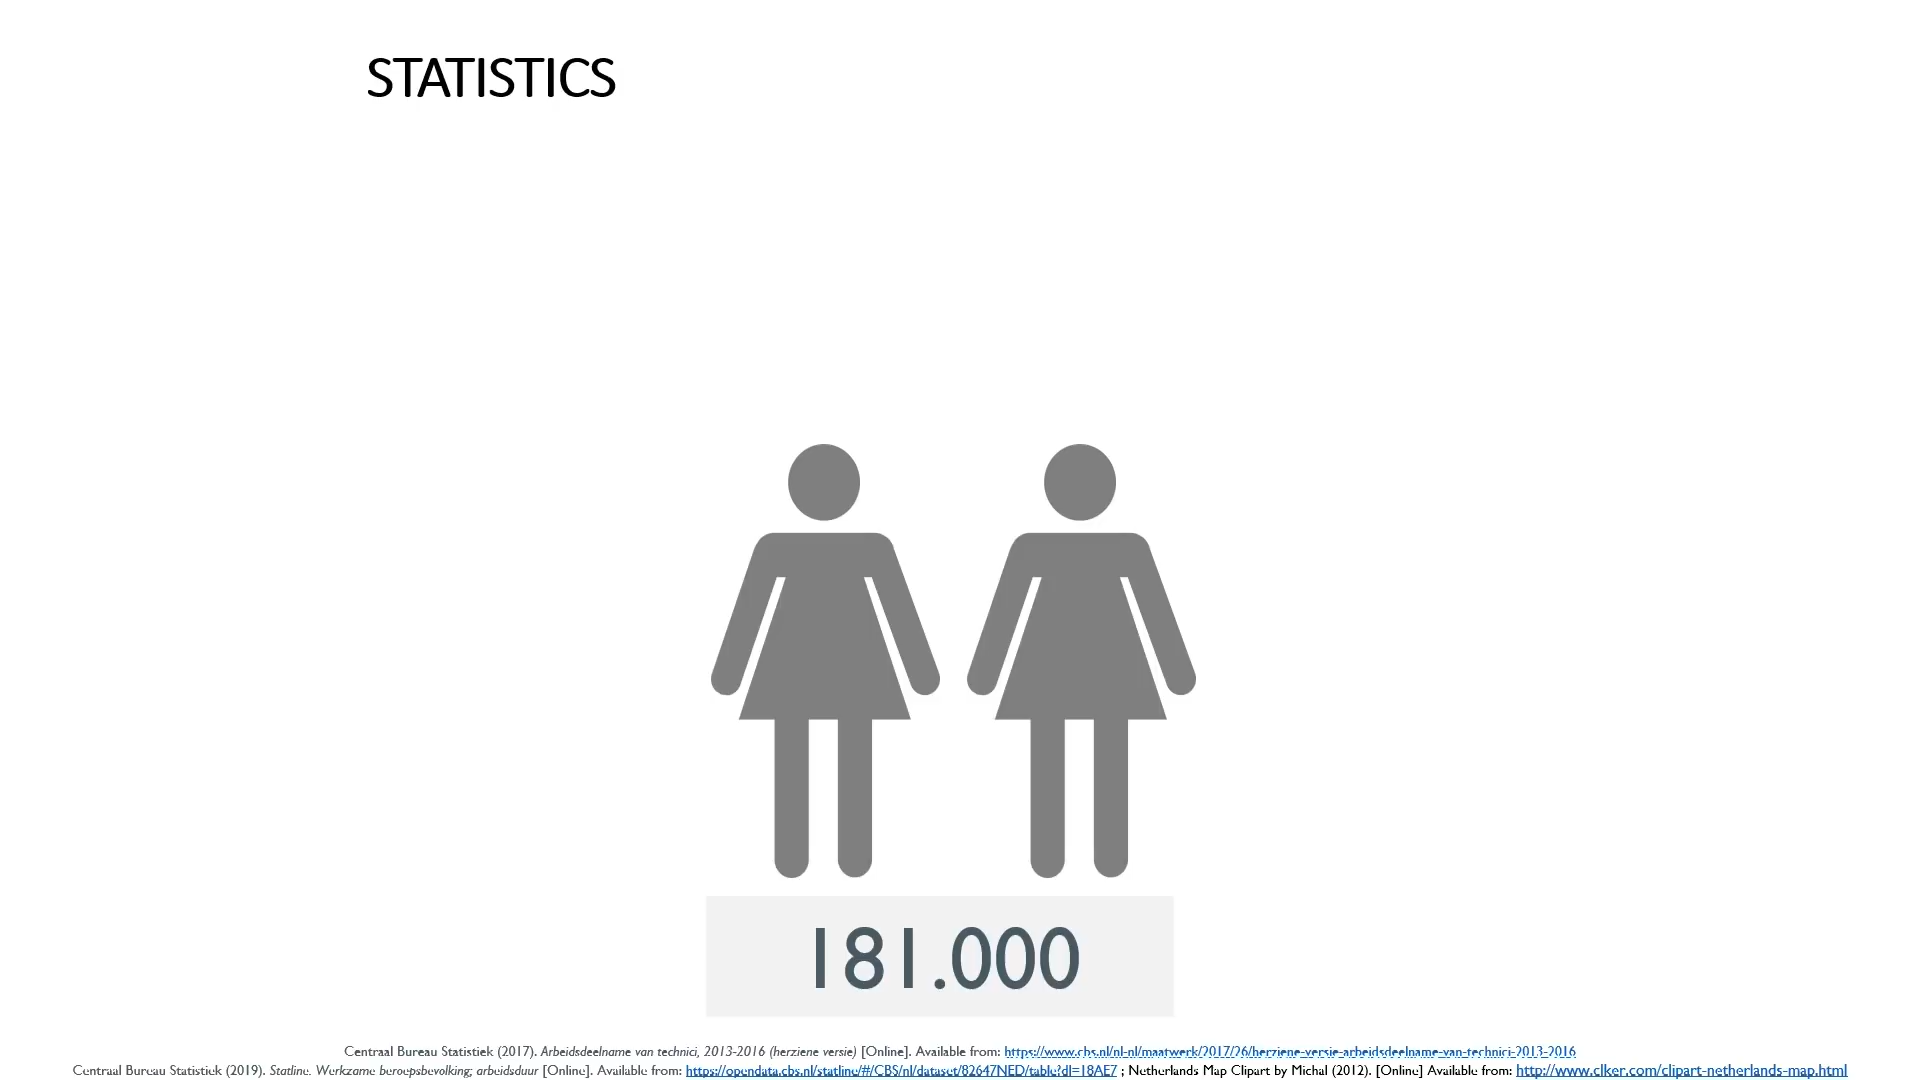 STATISTICS
181.000
Centraal Bureau Statistiek (2017). Arbeidsdeelname van technici, 2013-2016 (herziene versie) [Online]. Available from: https://www.cbs.nl/nl-nl/maatwerk/2017/26/herziene-versie-arbeidsdeelname-van-technici-2013-2016
Centraal Bureau Statistiek (2019). Statline. Werkzame beroepsbevolking; arbeidsduur [Online]. Available from: https://opendata.cbs.nl/statline/#/CBS/nl/dataset/82647NED/table?dl=18AE7 ; Netherlands Map Clipart by Michal (2012). [Online] Available from: http://www.clker.com/clipart-netherlands-map.html